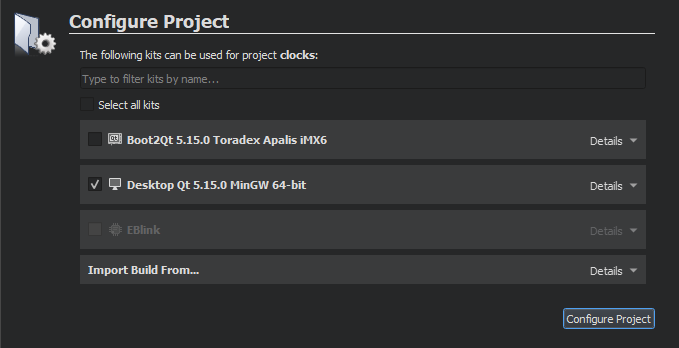 Configure Project
The following kits can be used for project clocks:
Type to filter kits by name...
Select all kits
Boot2Qt 5.15.0 Toradex Apalis iMX6
Details
Desktop Qt 5.15.0 MinGW 64-bit
Details
EBlink
Details
Import Build From...
Details
Configure Project